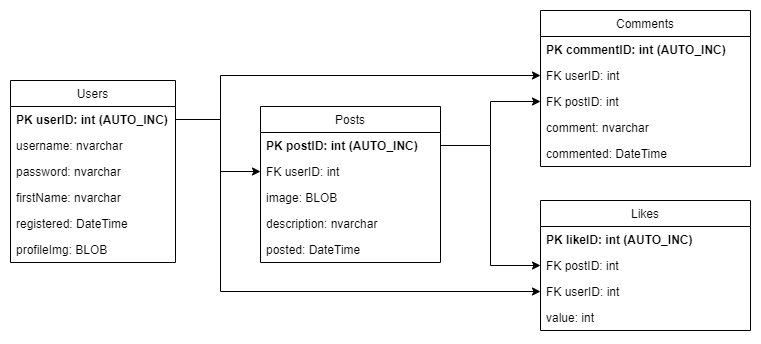 Users
PK userID: int (AUTO_INC)
username: nvarchar
password: nvarchar
firstName: nvarchar
registered: DateTime
profileImg: BLOB
Posts
PK postID: int (AUTO_INC)
FK userID: int
image: BLOB
description: nvarchar
posted: DateTime
Comments
PK commentID: int (AUTO_INC)
FK userID: int
FK postID: int
comment: nvarchar
commented: DateTime
Likes
PK likeID: int (AUTO_INC)
FK postID: int
FK userID: int
value: int